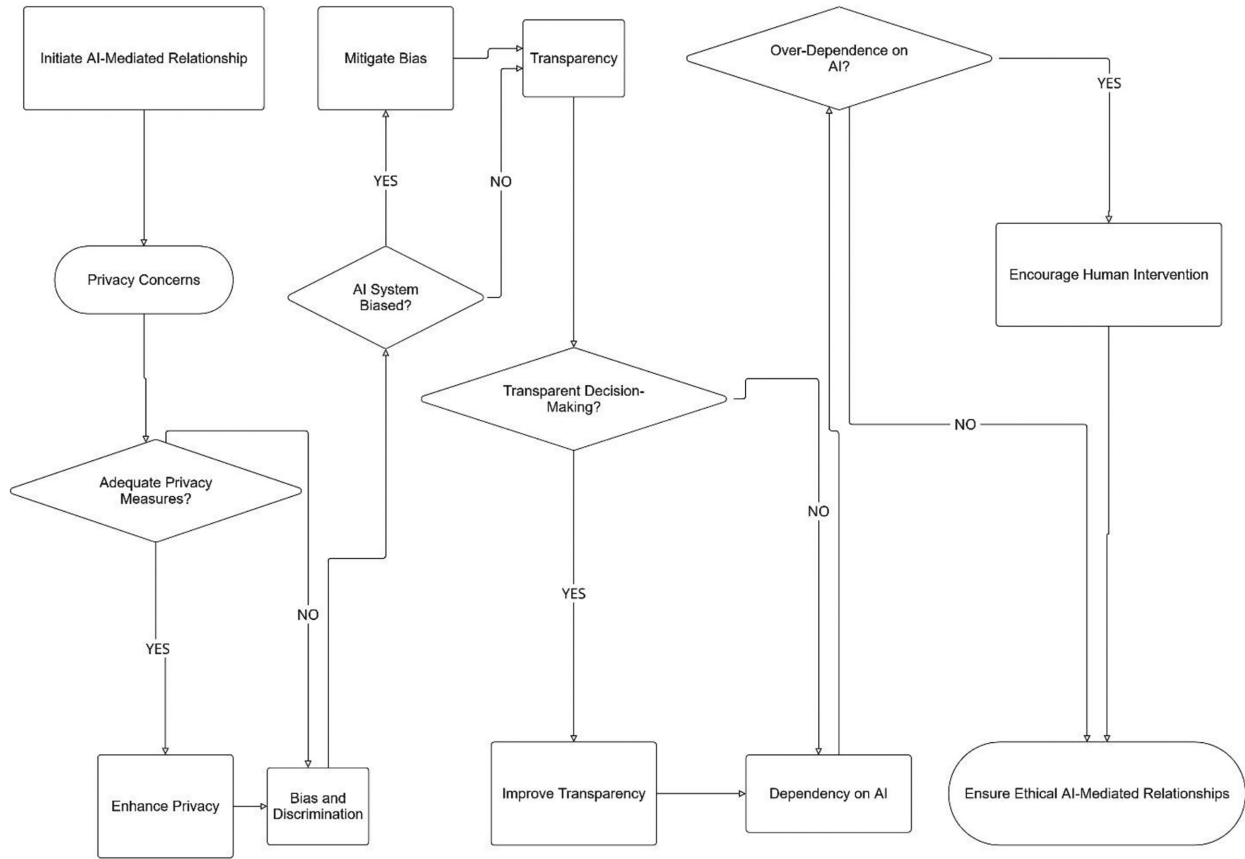 Initiate AI-Mediated Relationship
Privacy Concerns
Adequate Privacy
Measures?
YES
NO
Enhance Privacy
Bias and
Discrimination
AI System
Biased?
YES
NO
Mitigate Bias
Transparency
Transparent Decision-
Making?
YES
NO
Improve Transparency
Dependency on AI
Over-Dependence on
AI?
YES
NO
Encourage Human Intervention
Ensure Ethical AI-Mediated Relationships